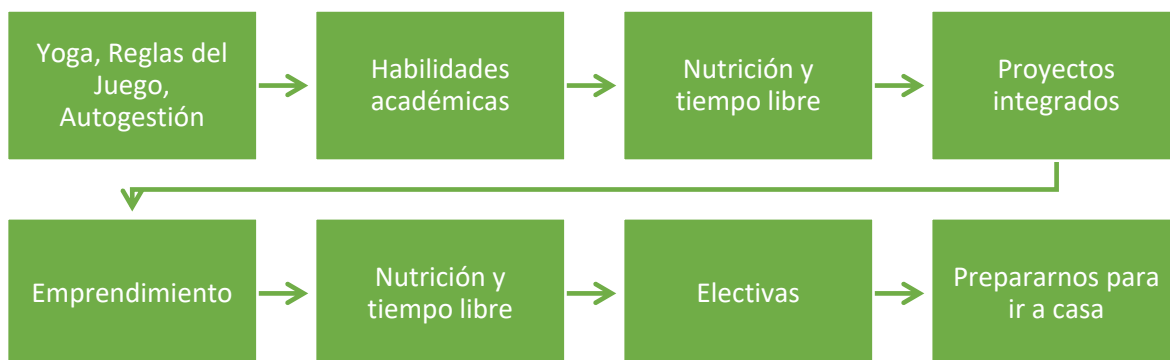 Yoga, Reglas del
Juego,
Autogestión
Habilidades
académicas
Nutrición y
tiempo libre
Proyectos
integrados
Emprendimiento
Nutrición y
tiempo libre
Electivas
Prepararnos para
ir a casa